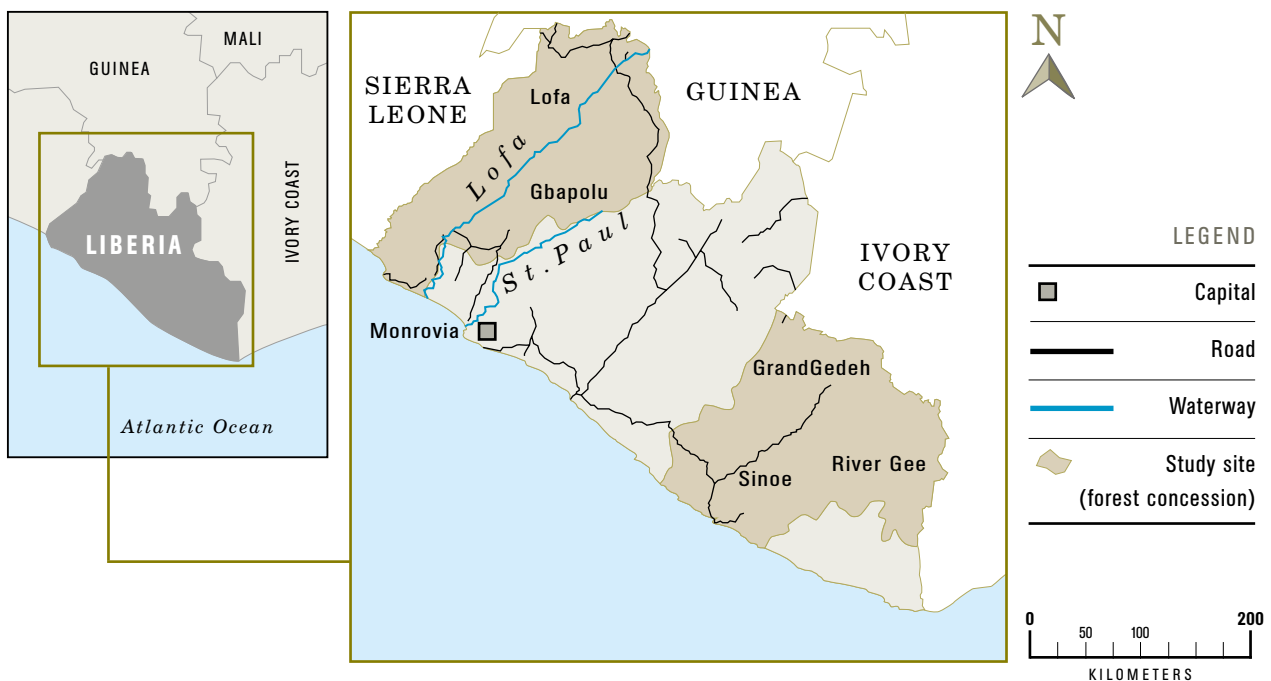 MALI
GUINEA
IVORY COAST
LIBERIA
Atlantic Ocean
SIERRA
LEONE
GUINEA
Lofa
Lofa
Gbapolu
St. Paul
IVORY
COAST
Monrovia
GrandGedeh
Sinoe
River Gee
N
LEGEND
Capital
Road
Waterway
Study site
(forest concession)
0 50 100 200
KILOMETERS